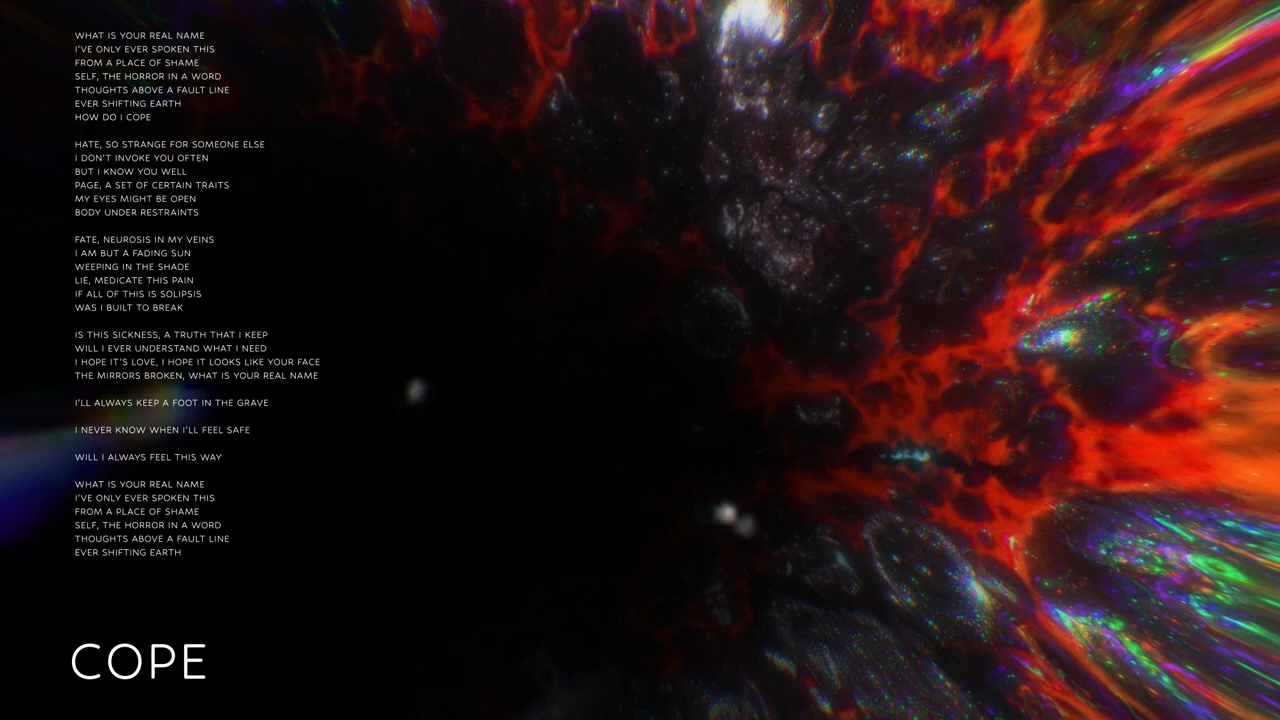 WHAT IS YOUR REAL NAME
I'VE ONLY EVER SPOKEN THIS
FROM A PLACE OF SHAME
SELF, THE HORROR IN A WORD
THOUGHTS ABOVE A FAULT LINE
EVER SHIFTING EARTH
HOW DO I COPE
HATE, SO STRANGE FOR SOMEONE ELSE
I DON'T INVOKE YOU OFTEN
BUT I KNOW YOU WELL
PAGE, A SET OF CERTAIN TRAITS
MY EYES MIGHT BE OPEN
BODY UNDER RESTRAINTS
FATE, NEUROSIS IN MY VEINS
I AM BUT A FADING SUN
WEEPING IN THE SHADE
LIE, MEDICATE THIS PAIN
IF ALL OF THIS IS SOLIPSIS
WAS I BUILT TO BREAK
IS THIS SICKNESS, A TRUTH THAT I KEEP
WILL I EVER UNDERSTAND WHAT I NEED
I HOPE IT'S LOVE, I HOPE IT LOOKS LIKE YOUR FACE
THE MIRRORS BROKEN, WHAT IS YOUR REAL NAME
I'LL ALWAYS KEEP A FOOT IN THE GRAVE
I NEVER KNOW WHEN I'LL FEEL SAFE
WILL I ALWAYS FEEL THIS WAY
WHAT IS YOUR REAL NAME
I'VE ONLY EVER SPOKEN THIS
FROM A PLACE OF SHAME
SELF, THE HORROR IN A WORD
THOUGHTS ABOVE A FAULT LINE
EVER SHIFTING EARTH
COPE